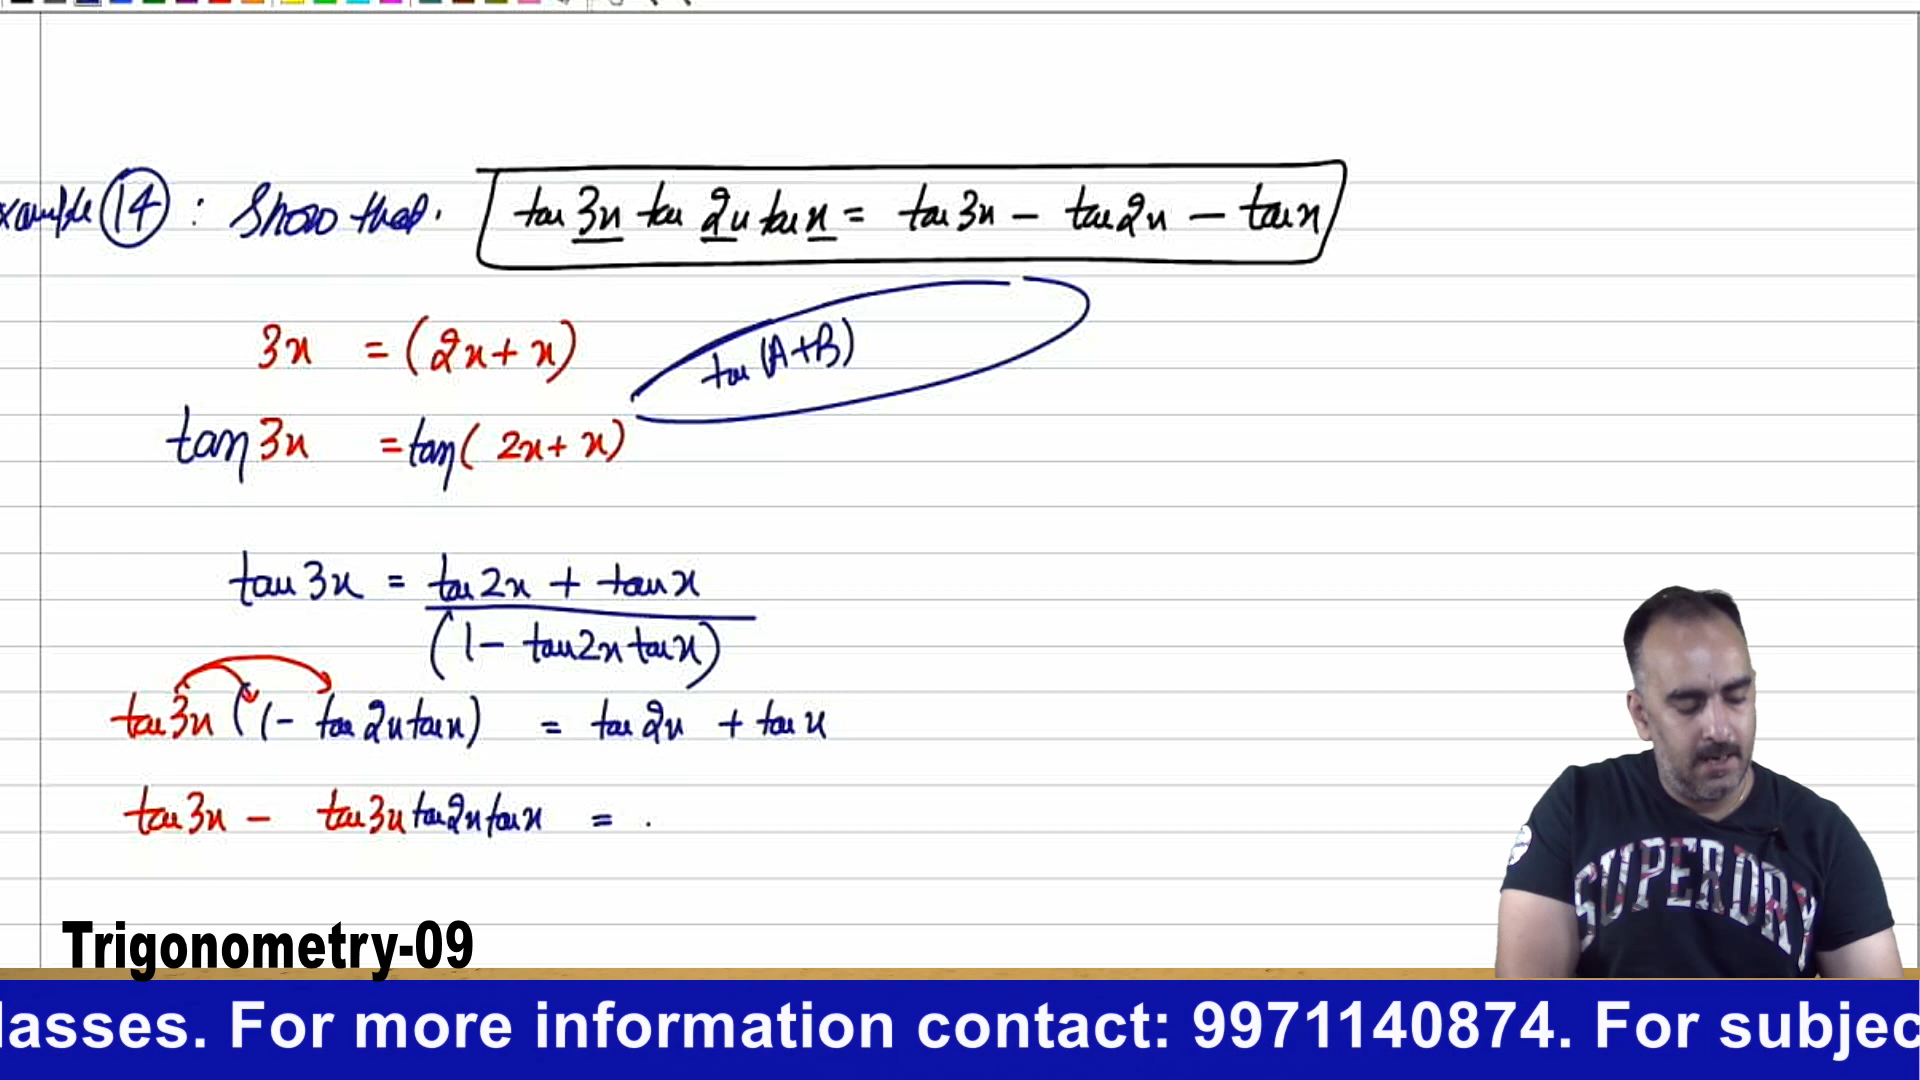 xample 14 : Show that. tan 3x tan 2x tan x = tan 3x - tan 2x - tan x
3x = (2x + x)
tan (A+B)
tan 3x = tan (2x + x)
tan 3x = tan 2x + tan x
(1 - tan 2x tan x)
tan 3x (1 - tan 2x tan x) = tan 2x + tan x
tan 3x - tan 3x tan 2x tan x = .
SUPERDRY
Trigonometry-09
lasses. For more information contact: 9971140874. For subjec